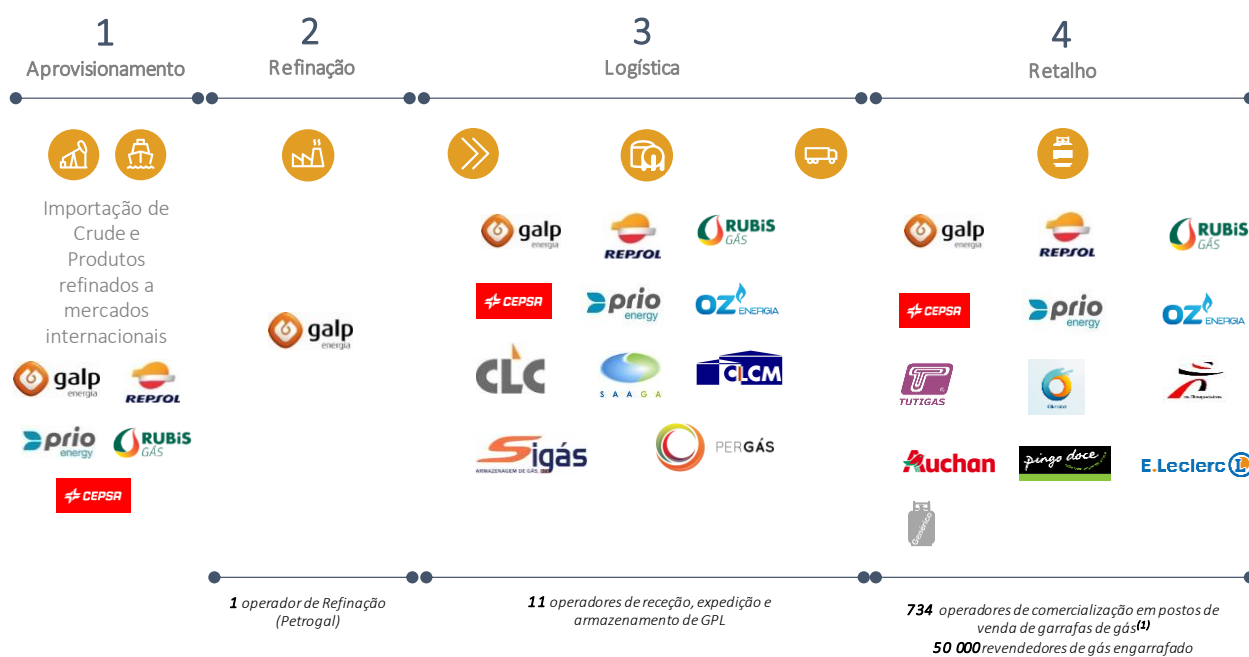 1
Aprovisionamento
2
Refinação
3
Logística
4
Retalho
Importação de
Crude e
Produtos
refinados a
mercados
internacionais
galp
energia
REPSOL
prio
energy
RUBiS
GÁS
CEPSA
galp
energia
galp
energia
REPSOL
RUBiS
GÁS
CEPSA
prio
energy
OZ ENERGIA
CLC
SAAGA
CLCM
Sigás
ARMAZENAGEM DE GÁS,
PERGÁS
galp
energia
REPSOL
RUBiS
GÁS
CEPSA
prio
energy
OZ ENERGIA
TUTIGAS
Auchan
pingo doce
E.Leclerc L
Genérico
1 operador de Refinação
(Petrogal)
11 operadores de receção, expedição e
armazenamento de GPL
734 operadores de comercialização em postos de
venda de garrafas de gás(1)
50 000 revendedores de gás engarrafado